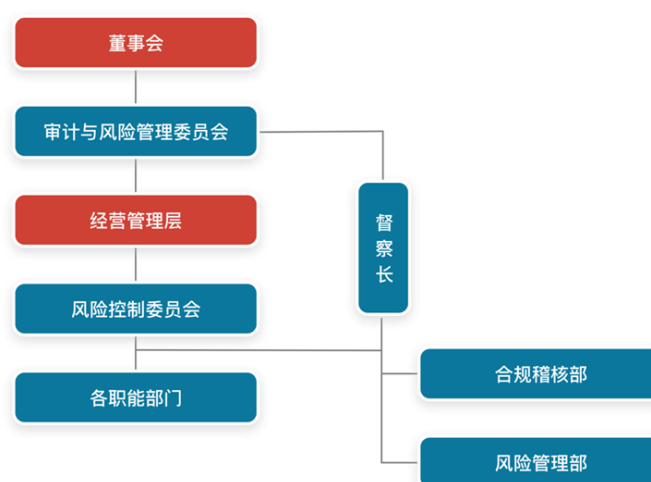 董事会
审计与风险管理委员会
经营管理层
督察长
风险控制委员会
合规稽核部
各职能部门
风险管理部